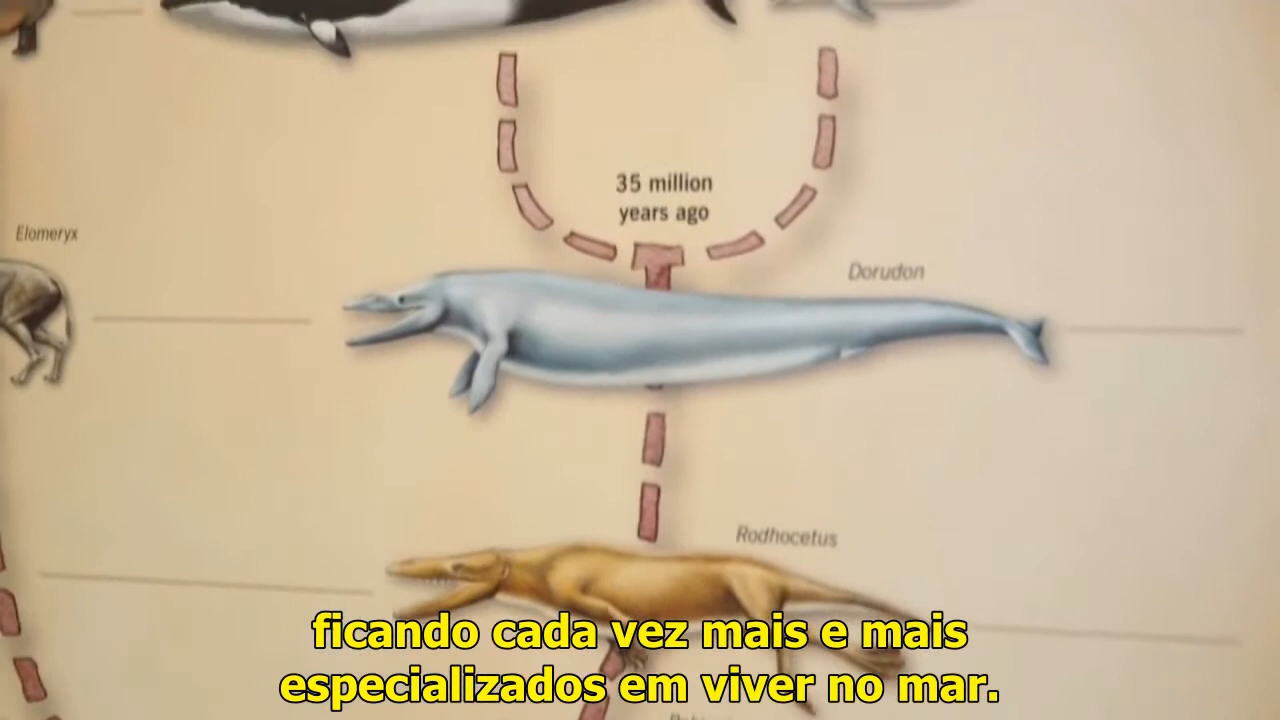 35 million
years ago
Elomeryx
Dorudon
Rodhocetus
ficando cada vez mais e mais
especializados em viver no mar.